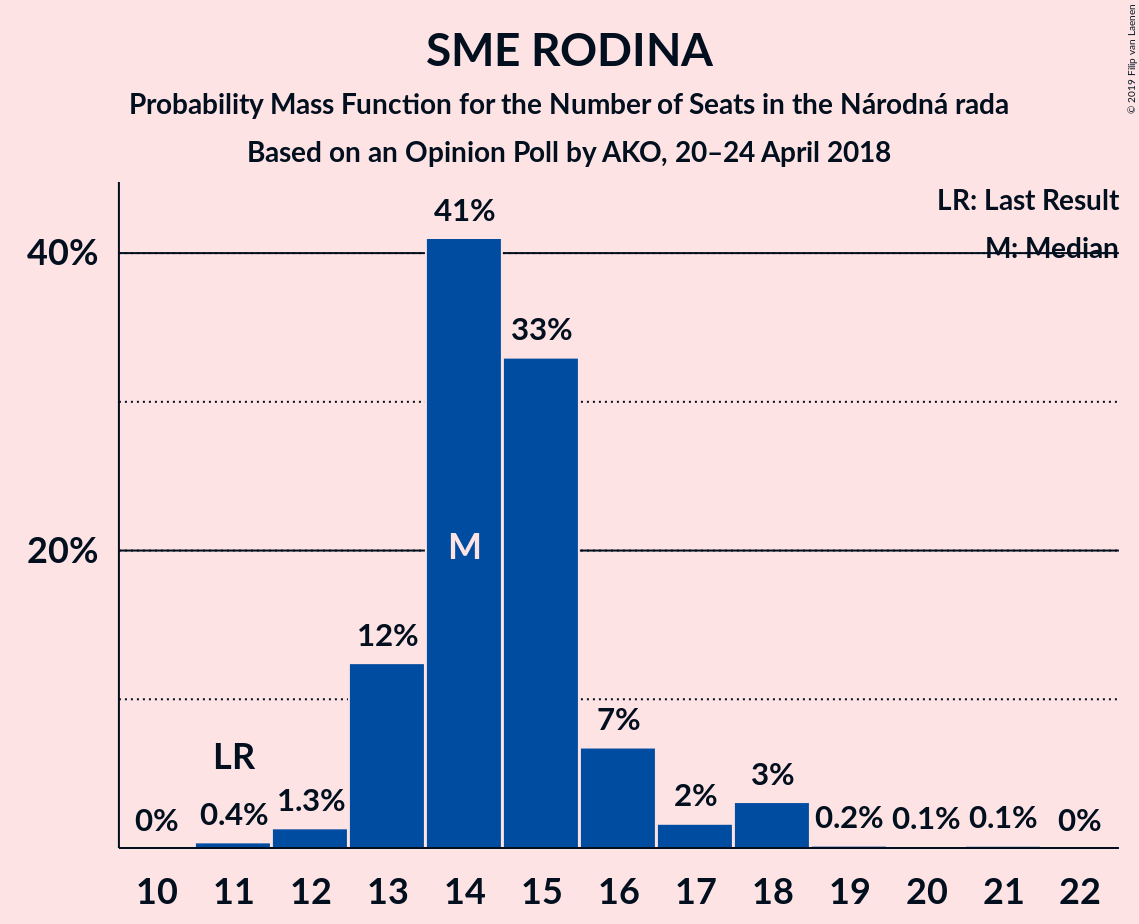 SME RODINA
Probability Mass Function for the Number of Seats in the Národná rada
Based on an Opinion Poll by AKO, 20–24 April 2018
© 2019 Filip van Laenen
LR: Last Result
M: Median
40%
20%
0%
LR
0.4%
1.3%
12%
41%
M
33%
7%
2%
3%
0.2%
0.1%
0.1%
0%
10 11 12 13 14 15 16 17 18 19 20 21 22